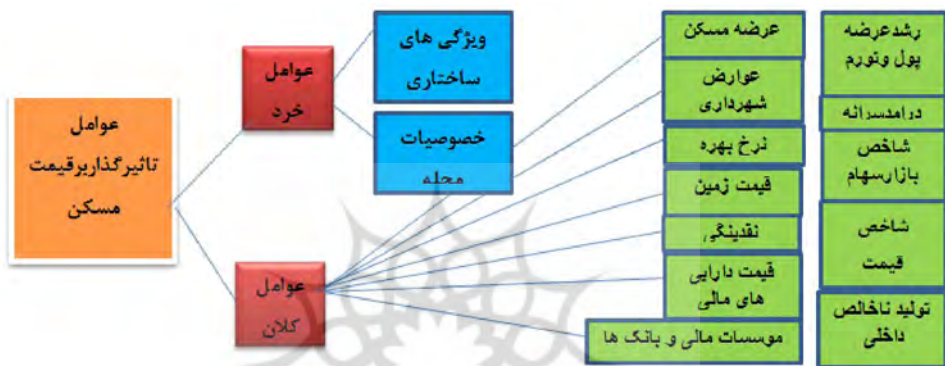 عوامل
تاثیرگذاربرقیمت
مسکن
عوامل
خرد
عوامل
کلان
ویژگی های
ساختاری
خصوصیات
محله
عرضه مسکن
عوارض
شهرداری
نرخ بهره
قیمت زمین
نقدینگی
قیمت دارایی
های مالی
موسسات مالی و بانک ها
رشدعرضه
پول وتورم
درامدسرانه
شاخص
بازارسهام
شاخص
قیمت
تولید ناخالص
داخلی